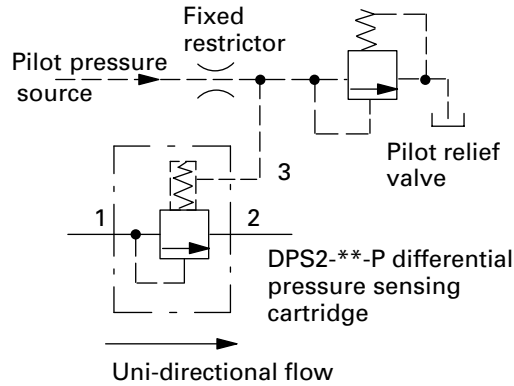 Fixed
restrictor
Pilot pressure
source
Pilot relief
valve
3
1
2
DPS2-**-P differential
pressure sensing
cartridge
Uni-directional flow